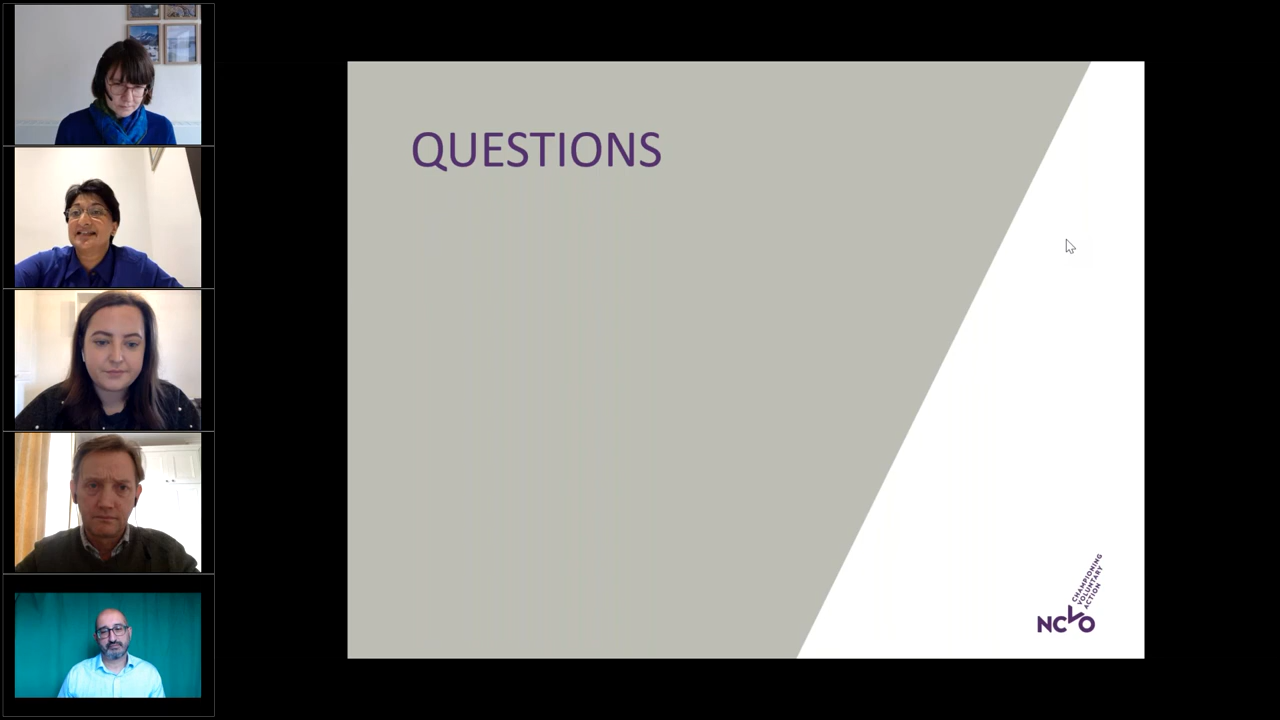 QUESTIONS
CHAMPIONING
VOLUNTARY
ACTION
NCVO